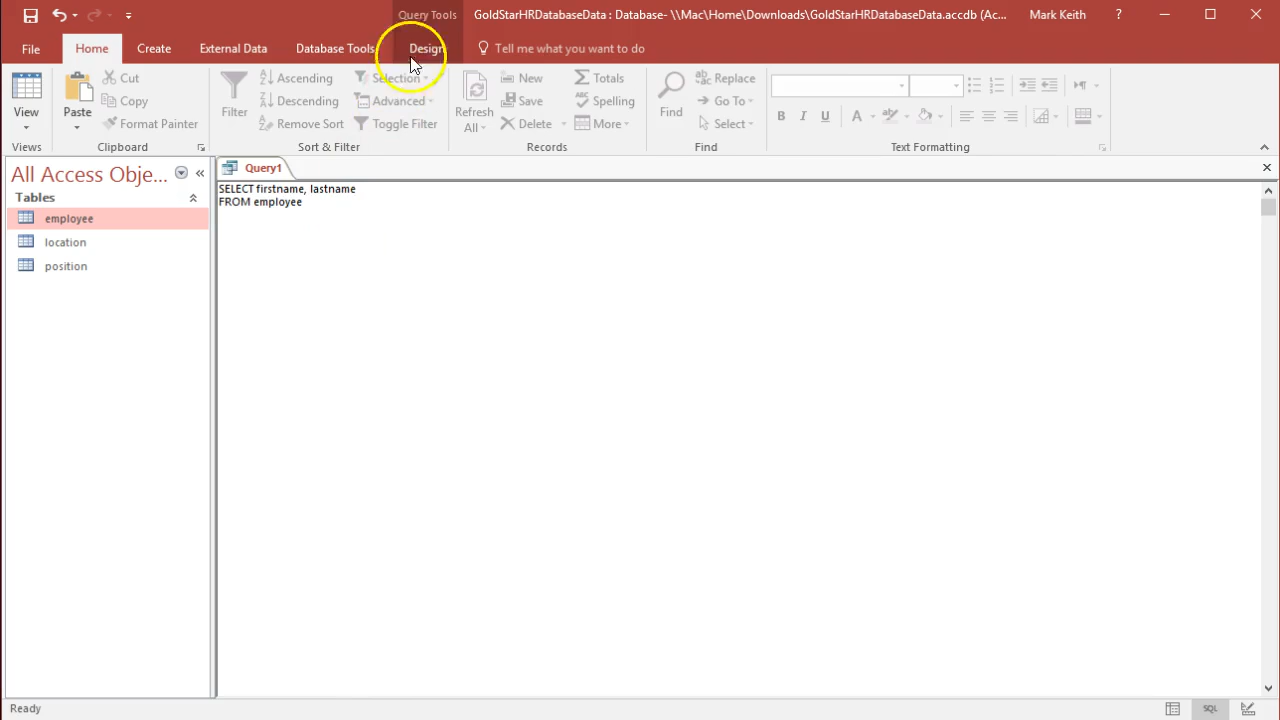 Query Tools
GoldStarHRDatabaseData : Database- \\Mac\Home\Downloads\GoldStarHRDatabaseData.accdb (Ac...
Mark Keith
?
File
Home
Create
External Data
Database Tools
Design
Tell me what you want to do
View
Views
Paste
Cut
Copy
Format Painter
Clipboard
Filter
Ascending
Descending
Remove Sort
Selection
Advanced
Toggle Filter
Sort & Filter
Refresh
All
New
Save
Delete
Totals
Spelling
More
Records
Find
Replace
Go To
Select
Find
B I U A
Text Formatting
All Access Obje...
Tables
employee
location
position
Query1
SELECT firstname, lastname
FROM employee
Ready
SQL